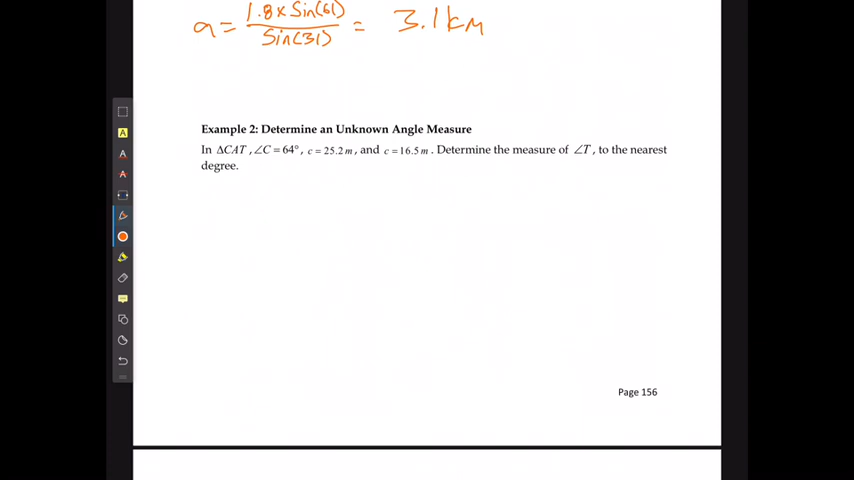 a = 1.8 x Sin(61) / Sin(31) = 3.1 km
Example 2: Determine an Unknown Angle Measure
In ΔCAT , ∠C = 64°, c = 25.2 m , and c = 16.5 m . Determine the measure of ∠T , to the nearest
degree.
Page 156